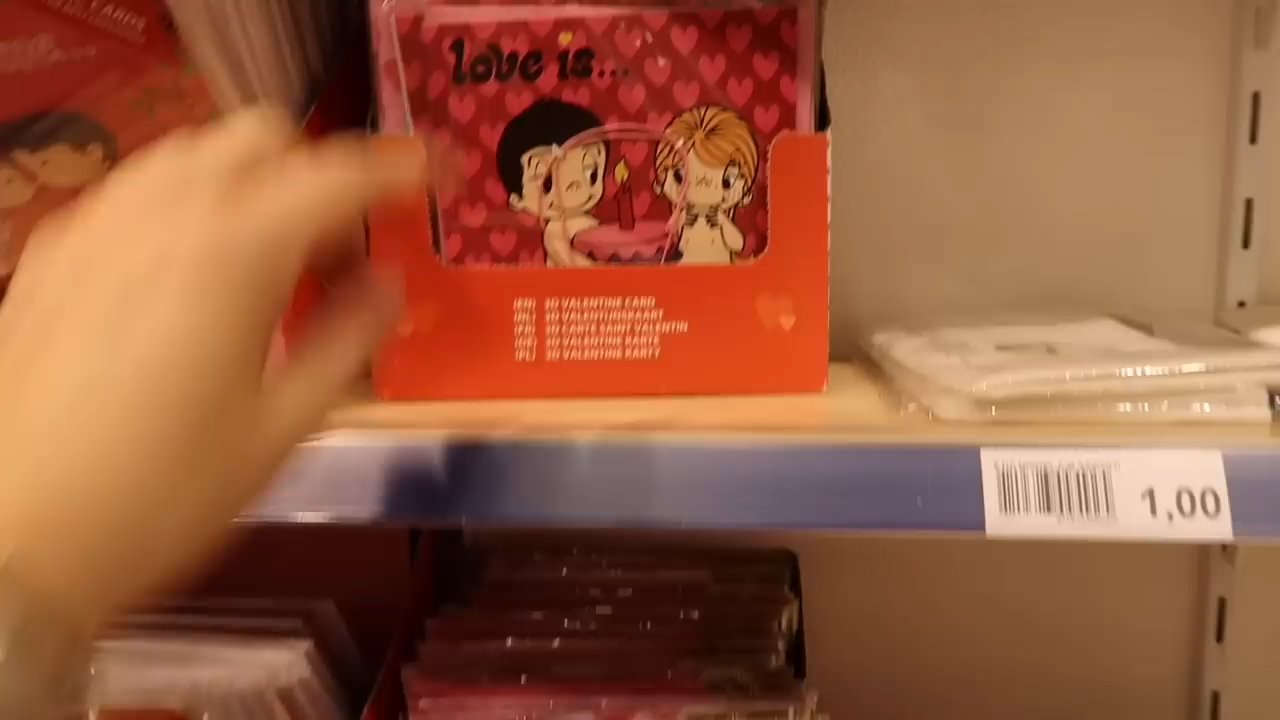 CARDS
love is...
(EN) 3D VALENTINE CARD
(NL) 3D VALENTIJNSKAART
(FR) 3D CARTE SAINT VALENTIN
(DE) 3D VALENTINE KARTE
(PL) 3D VALENTINE KARTY
1,00